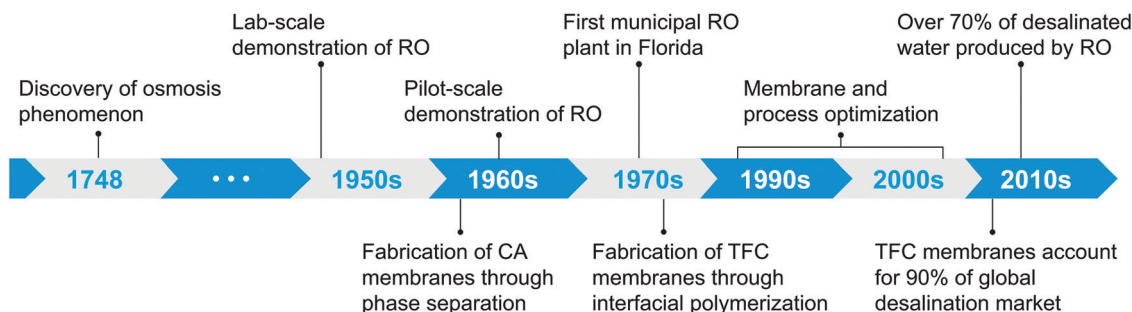 Lab-scale
demonstration of RO
First municipal RO
plant in Florida
Over 70% of desalinated
water produced by RO
Discovery of osmosis
phenomenon
Pilot-scale
demonstration of RO
Membrane and
process optimization
1748
• • •
1950s
1960s
1970s
1990s
2000s
2010s
Fabrication of CA
membranes through
phase separation
Fabrication of TFC
membranes through
interfacial polymerization
TFC membranes account
for 90% of global
desalination market